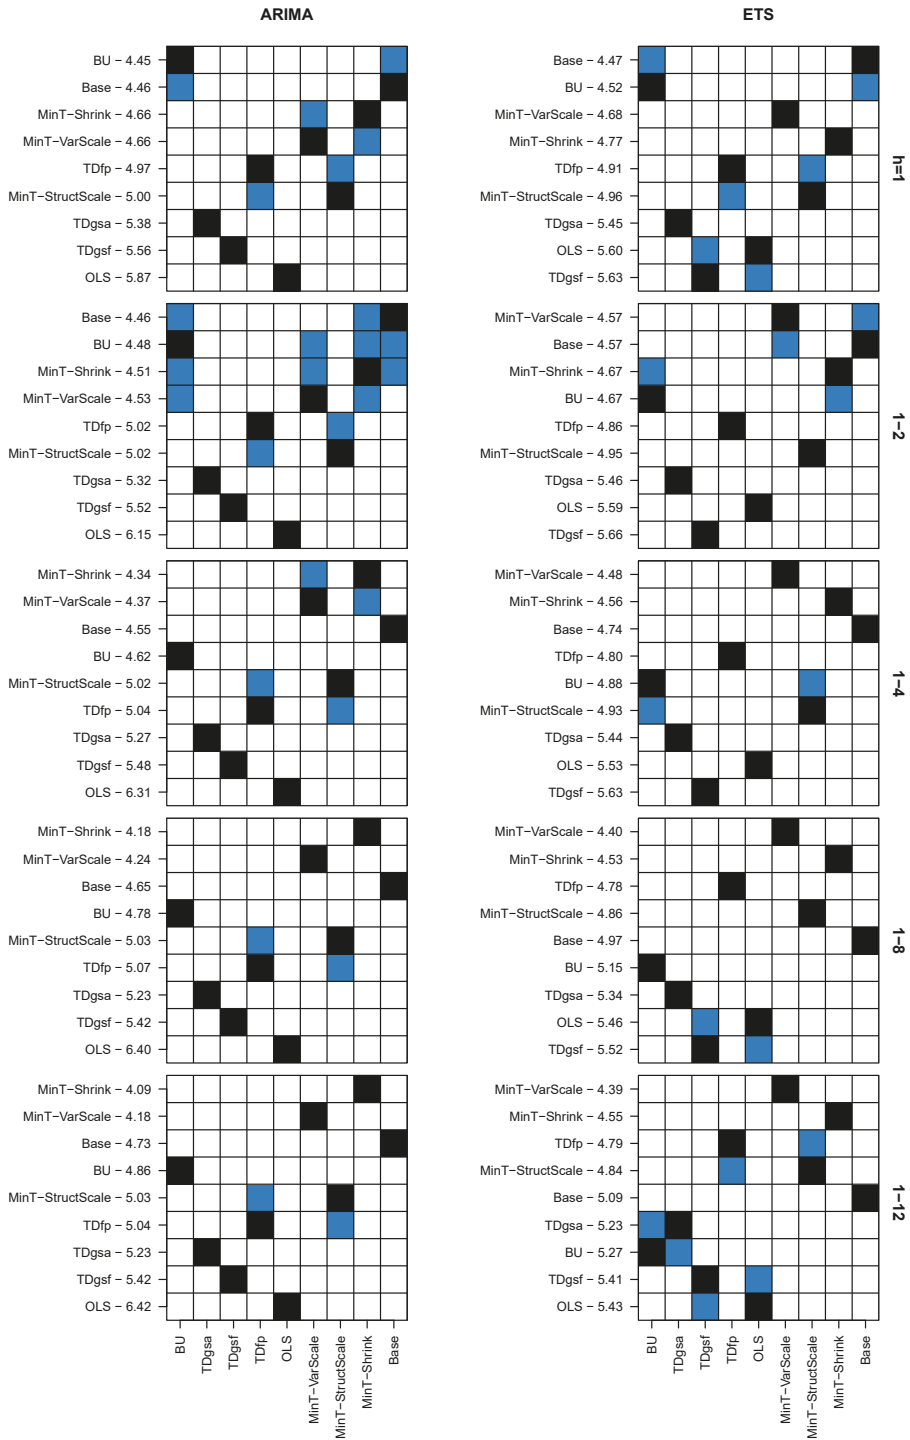 ARIMA
ETS
BU − 4.45
Base − 4.46
MinT−Shrink − 4.66
MinT−VarScale − 4.66
TDfp − 4.97
MinT−StructScale − 5.00
TDgsa − 5.38
TDgsf − 5.56
OLS − 5.87
Base − 4.47
BU − 4.52
MinT−VarScale − 4.68
MinT−Shrink − 4.77
TDfp − 4.91
MinT−StructScale − 4.96
TDgsa − 5.45
OLS − 5.60
TDgsf − 5.63
h=1
Base − 4.46
BU − 4.48
MinT−Shrink − 4.51
MinT−VarScale − 4.53
TDfp − 5.02
MinT−StructScale − 5.02
TDgsa − 5.32
TDgsf − 5.52
OLS − 6.15
MinT−VarScale − 4.57
Base − 4.57
MinT−Shrink − 4.67
BU − 4.67
TDfp − 4.86
MinT−StructScale − 4.95
TDgsa − 5.46
OLS − 5.59
TDgsf − 5.66
1−2
MinT−Shrink − 4.34
MinT−VarScale − 4.37
Base − 4.55
BU − 4.62
MinT−StructScale − 5.02
TDfp − 5.04
TDgsa − 5.27
TDgsf − 5.48
OLS − 6.31
MinT−VarScale − 4.48
MinT−Shrink − 4.56
Base − 4.74
TDfp − 4.80
BU − 4.88
MinT−StructScale − 4.93
TDgsa − 5.44
OLS − 5.53
TDgsf − 5.63
1−4
MinT−Shrink − 4.18
MinT−VarScale − 4.24
Base − 4.65
BU − 4.78
MinT−StructScale − 5.03
TDfp − 5.07
TDgsa − 5.23
TDgsf − 5.42
OLS − 6.40
MinT−VarScale − 4.40
MinT−Shrink − 4.53
TDfp − 4.78
MinT−StructScale − 4.86
Base − 4.97
BU − 5.15
TDgsa − 5.34
OLS − 5.46
TDgsf − 5.52
1−8
MinT−Shrink − 4.09
MinT−VarScale − 4.18
Base − 4.73
BU − 4.86
MinT−StructScale − 5.03
TDfp − 5.04
TDgsa − 5.23
TDgsf − 5.42
OLS − 6.42
MinT−VarScale − 4.39
MinT−Shrink − 4.55
TDfp − 4.79
MinT−StructScale − 4.84
Base − 5.09
TDgsa − 5.23
BU − 5.27
TDgsf − 5.41
OLS − 5.43
1−12
BU
TDgsa
TDgsf
TDfp
OLS
MinT−VarScale
MinT−StructScale
MinT−Shrink
Base
BU
TDgsa
TDgsf
TDfp
OLS
MinT−VarScale
MinT−StructScale
MinT−Shrink
Base